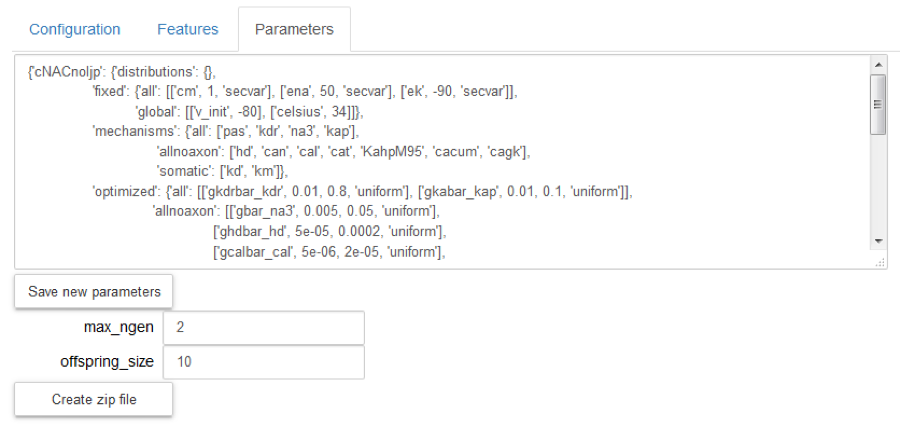 Configuration Features Parameters
{'cNACnoljp': {'distributions': {},
'fixed': {'all': [['cm', 1, 'secvar'], ['ena', 50, 'secvar'], ['ek', -90, 'secvar']],
'global': [['v_init', -80], ['celsius', 34]]},
'mechanisms': {'all': ['pas', 'kdr', 'na3', 'kap'],
'allnoaxon': ['hd', 'can', 'cal', 'cat', 'KahpM95', 'cacum', 'cagk'],
'somatic': ['kd', 'km']},
'optimized': {'all': [['gkdrbar_kdr', 0.01, 0.8, 'uniform'], ['gkabar_kap', 0.01, 0.1, 'uniform']],
'allnoaxon': [['gbar_na3', 0.005, 0.05, 'uniform'],
['ghdbar_hd', 5e-05, 0.0002, 'uniform'],
['gcalbar_cal', 5e-06, 2e-05, 'uniform'],
Save new parameters
max_ngen 2
offspring_size 10
Create zip file